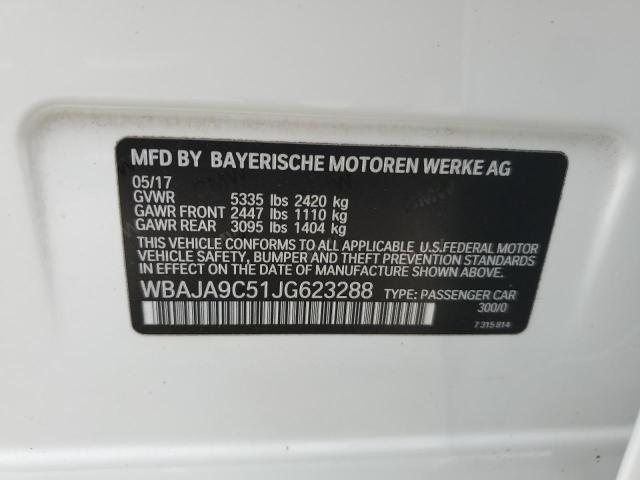 MFD BY BAYERISCHE MOTOREN WERKE AG
05/17
GVWR 5335 lbs 2420 kg
GAWR FRONT 2447 lbs 1110 kg
GAWR REAR 3095 lbs 1404 kg
THIS VEHICLE CONFORMS TO ALL APPLICABLE U.S.FEDERAL MOTOR
VEHICLE SAFETY, BUMPER AND THEFT PREVENTION
STANDARDS IN EFFECT ON THE DATE OF MANUFACTURE SHOWN ABOVE.
WBAJA9C51JG623288 TYPE: PASSENGER CAR
300/0
7315814